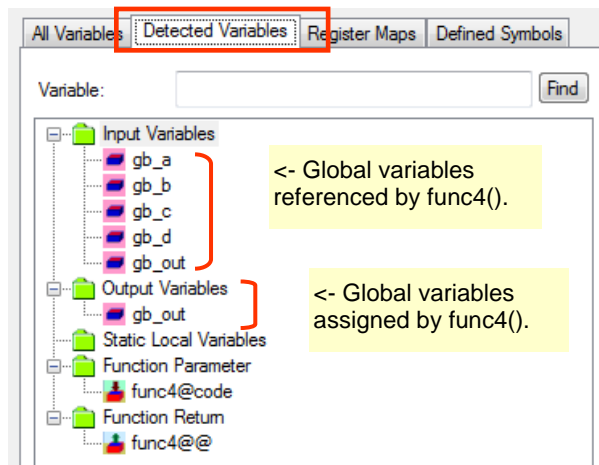 All Variables Detected Variables Register Maps Defined Symbols
Variable: Find
Input Variables
gb_a
gb_b
gb_c
gb_d
gb_out
<- Global variables
referenced by func4().
Output Variables
gb_out
<- Global variables
assigned by func4().
Static Local Variables
Function Parameter
func4@code
Function Return
func4@@